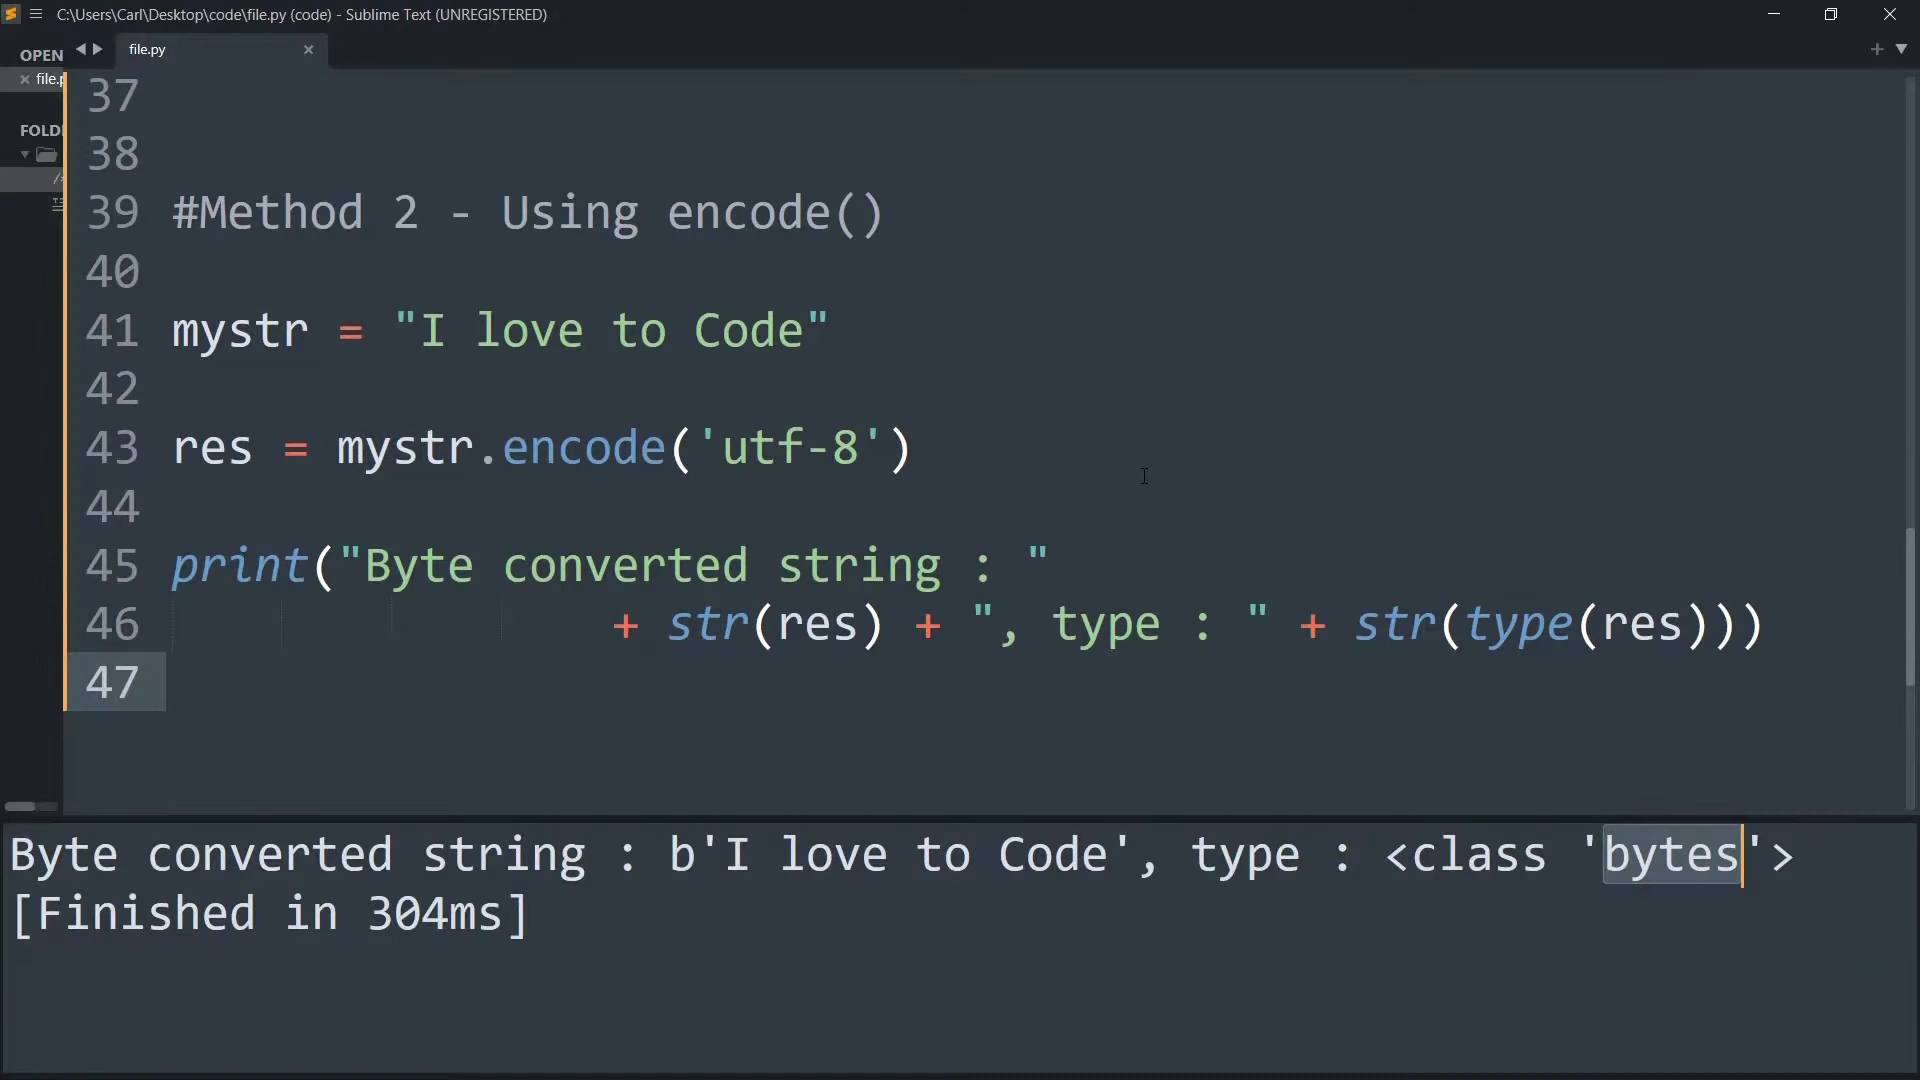 C:\Users\Carl\Desktop\code\file.py (code) - Sublime Text (UNREGISTERED)
OPEN
file.py
file.p
FOLD
37
38
39 #Method 2 - Using encode()
40
41 mystr = "I love to Code"
42
43 res = mystr.encode('utf-8')
44
45 print("Byte converted string : "
46 + str(res) + ", type : " + str(type(res)))
47
Byte converted string : b'I love to Code', type : <class 'bytes'>
[Finished in 304ms]